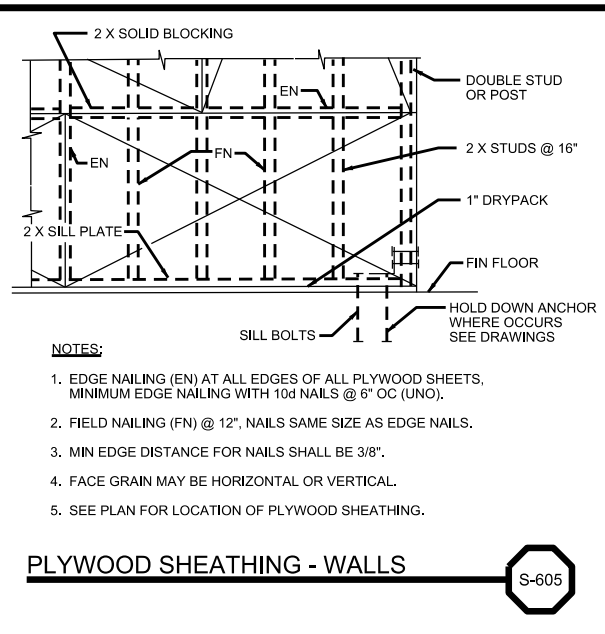 2 X SOLID BLOCKING
EN
DOUBLE STUD
OR POST
EN
FN
2 X STUDS @ 16"
1" DRYPACK
2 X SILL PLATE
FIN FLOOR
SILL BOLTS
HOLD DOWN ANCHOR
WHERE OCCURS
SEE DRAWINGS
NOTES:
1. EDGE NAILING (EN) AT ALL EDGES OF ALL PLYWOOD SHEETS,
MINIMUM EDGE NAILING WITH 10d NAILS @ 6" OC (UNO).
2. FIELD NAILING (FN) @ 12", NAILS SAME SIZE AS EDGE NAILS.
3. MIN EDGE DISTANCE FOR NAILS SHALL BE 3/8".
4. FACE GRAIN MAY BE HORIZONTAL OR VERTICAL.
5. SEE PLAN FOR LOCATION OF PLYWOOD SHEATHING.
PLYWOOD SHEATHING - WALLS
S-605